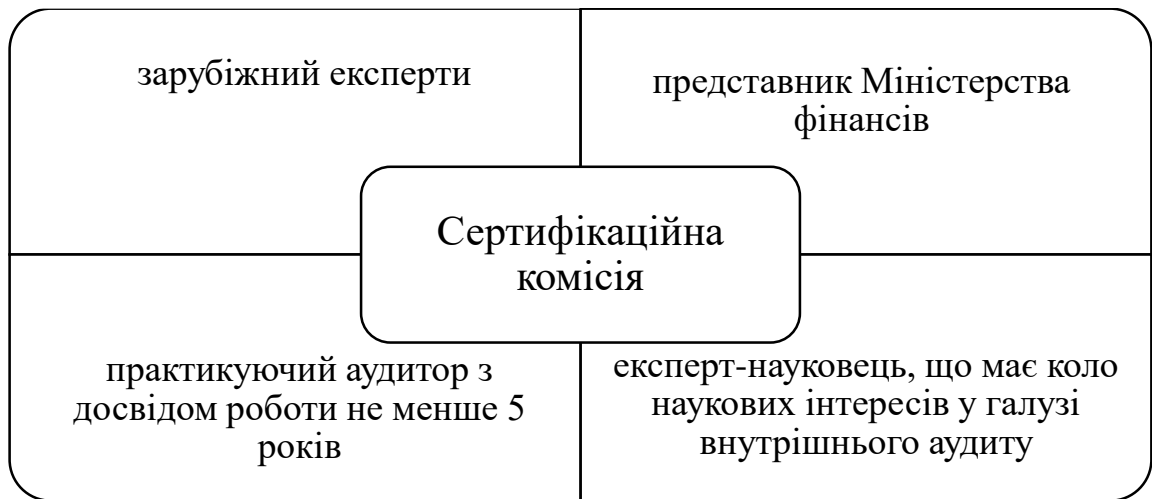 зарубіжний експерти
представник Міністерства
фінансів
Сертифікаційна
комісія
практикуючий аудитор з
досвідом роботи не менше 5
років
експерт-науковець, що має коло
наукових інтересів у галузі
внутрішнього аудиту